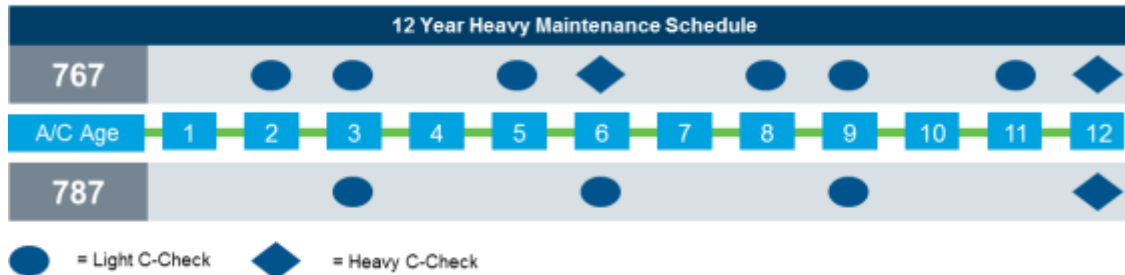 12 Year Heavy Maintenance Schedule
767
A/C Age 1 2 3 4 5 6 7 8 9 10 11 12
787
= Light C-Check = Heavy C-Check